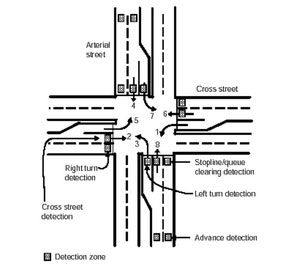 Arterial
street
Cross street
4
7
6
5
1
2
3
8
Right turn
detection
Stopline/queue
clearing detection
Left turn detection
Cross street
detection
Advance detection
Detection zone